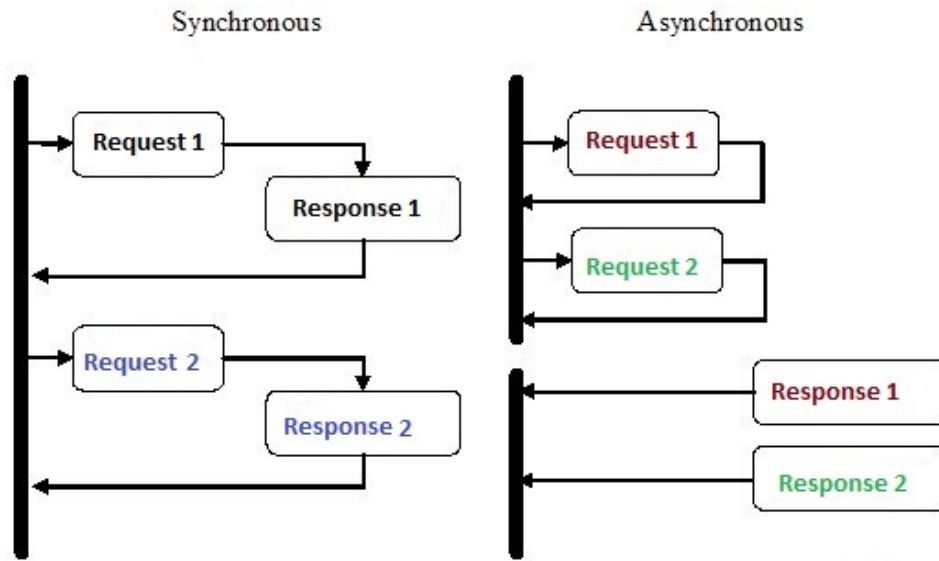 Synchronous
Asynchronous
Request 1
Response 1
Request 2
Response 2
Request 1
Request 2
Response 1
Response 2